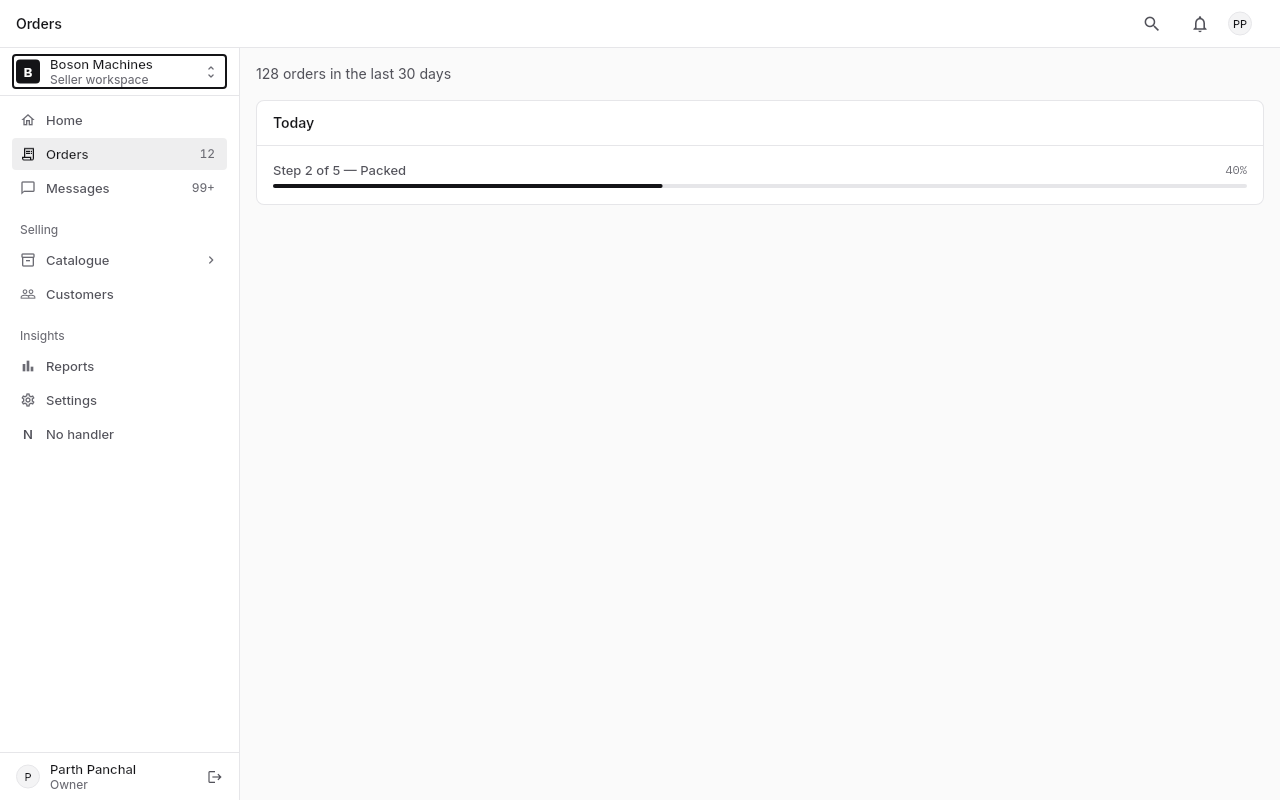 Orders
PP
B
Boson Machines
Seller workspace
Home
Orders 12
Messages 99+
Selling
Catalogue
Customers
Insights
Reports
Settings
N No handler
P
Parth Panchal
Owner
128 orders in the last 30 days
Today
Step 2 of 5 — Packed 40%